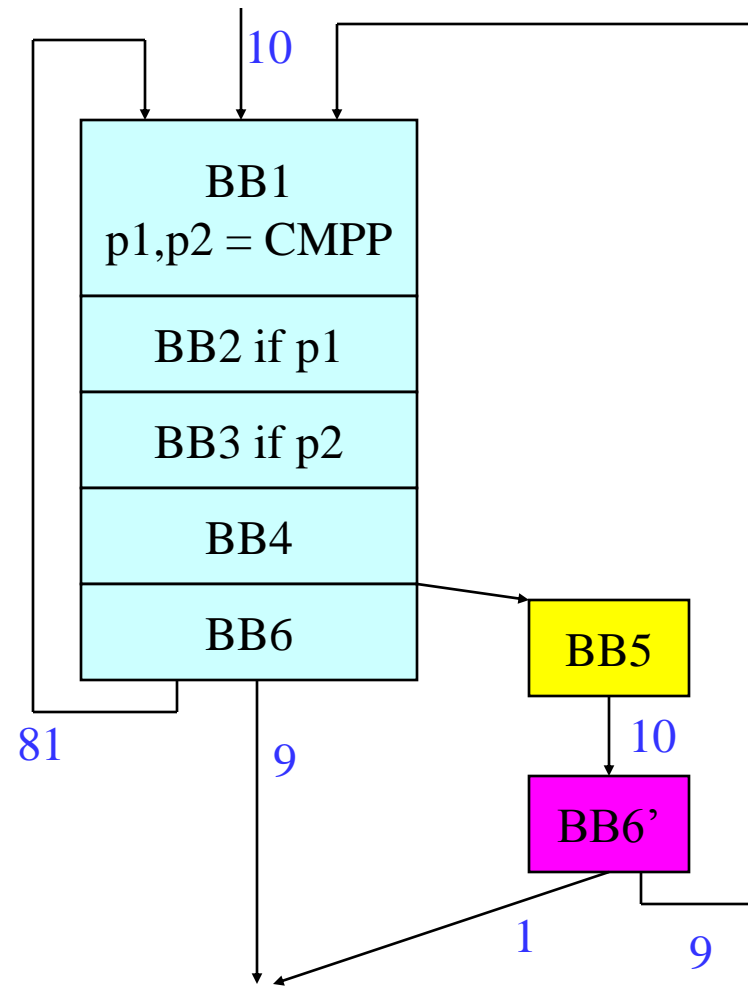 10
BB1
p1,p2 = CMPP
BB2 if p1
BB3 if p2
BB4
BB6
BB5
81
9
10
BB6’
1
9